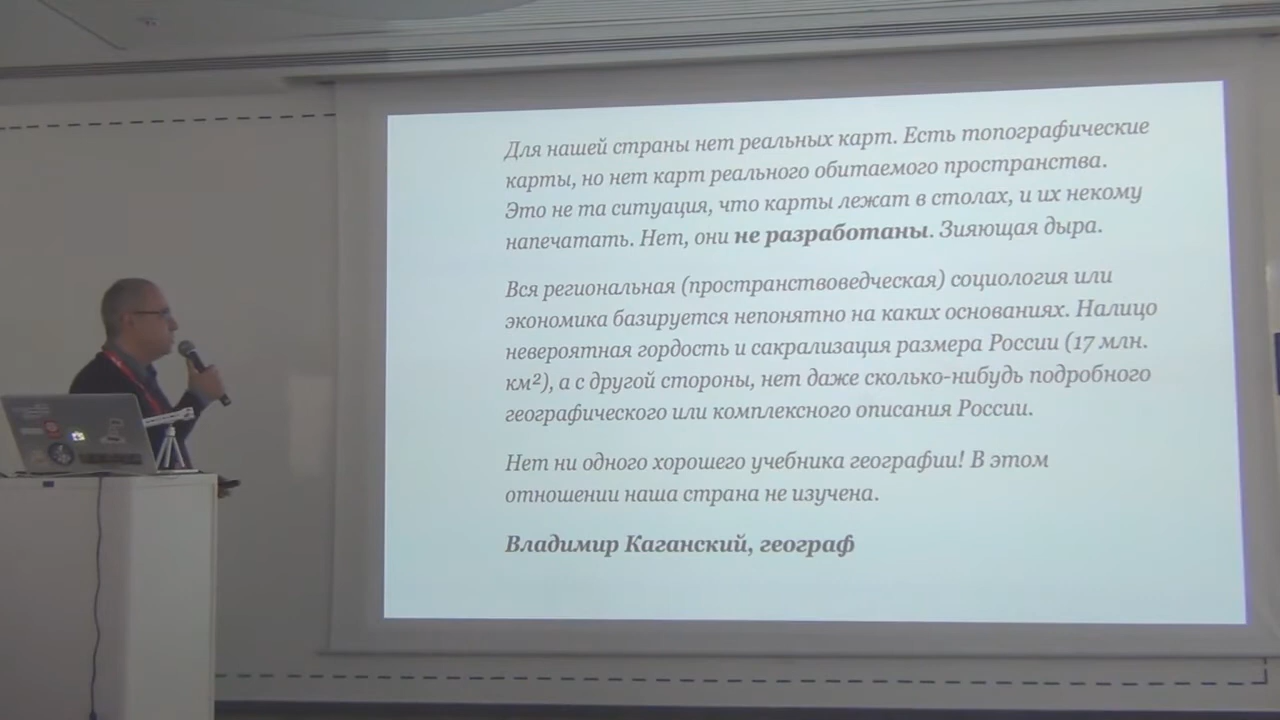 Для нашей страны нет реальных карт. Есть топографические
карты, но нет карт реального обитаемого пространства.
Это не та ситуация, что карты лежат в столах, и их некому
напечатать. Нет, они не разработаны. Зияющая дыра.
Вся региональная (пространствоведческая) социология или
экономика базируется непонятно на каких основаниях. Налицо
невероятная гордость и сакрализация размера России (17 млн.
км²), а с другой стороны, нет даже сколько-нибудь подробного
географического или комплексного описания России.
Нет ни одного хорошего учебника географии! В этом
отношении наша страна не изучена.
Владимир Каганский, географ